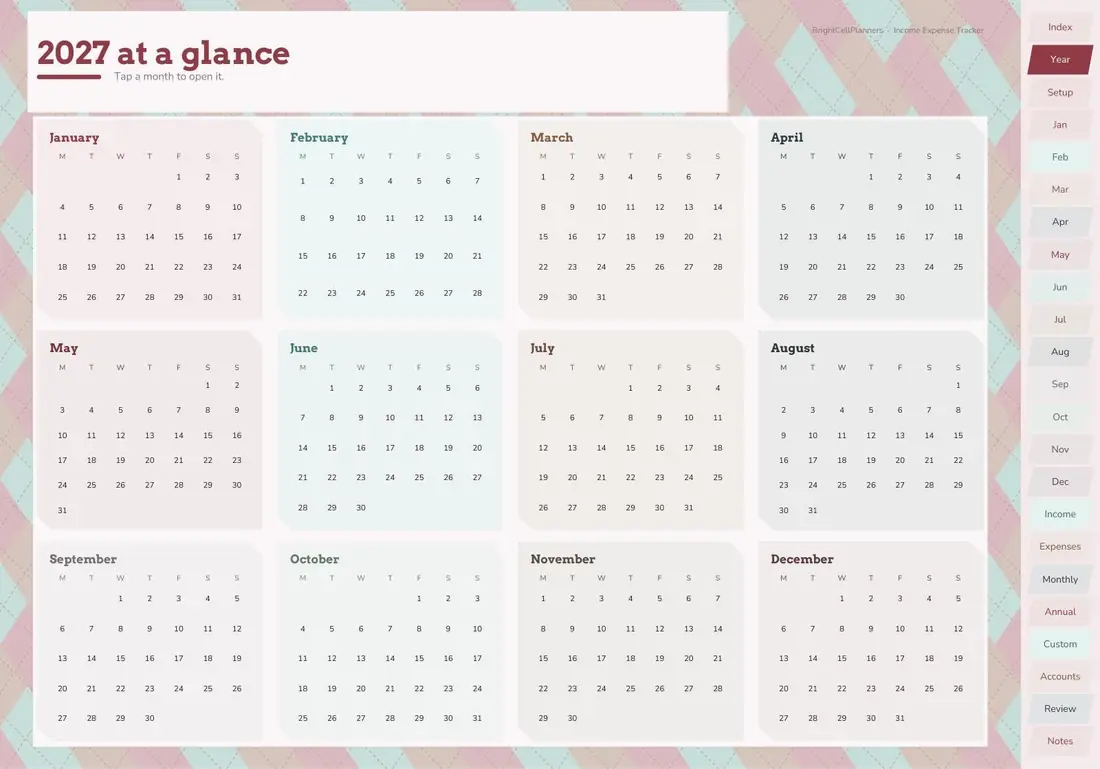 BrightCellPlanners - Income Expense Tracker
2027 at a glance
Tap a month to open it.
January
M T W T F S S
1 2 3
4 5 6 7 8 9 10
11 12 13 14 15 16 17
18 19 20 21 22 23 24
25 26 27 28 29 30 31
February
M T W T F S S
1 2 3 4 5 6 7
8 9 10 11 12 13 14
15 16 17 18 19 20 21
22 23 24 25 26 27 28
March
M T W T F S S
1 2 3 4 5 6 7
8 9 10 11 12 13 14
15 16 17 18 19 20 21
22 23 24 25 26 27 28
29 30 31
April
M T W T F S S
1 2 3 4
5 6 7 8 9 10 11
12 13 14 15 16 17 18
19 20 21 22 23 24 25
26 27 28 29 30
May
M T W T F S S
1 2
3 4 5 6 7 8 9
10 11 12 13 14 15 16
17 18 19 20 21 22 23
24 25 26 27 28 29 30
31
June
M T W T F S S
1 2 3 4 5 6
7 8 9 10 11 12 13
14 15 16 17 18 19 20
21 22 23 24 25 26 27
28 29 30
July
M T W T F S S
1 2 3 4
5 6 7 8 9 10 11
12 13 14 15 16 17 18
19 20 21 22 23 24 25
26 27 28 29 30 31
August
M T W T F S S
1
2 3 4 5 6 7 8
9 10 11 12 13 14 15
16 17 18 19 20 21 22
23 24 25 26 27 28 29
30 31
September
M T W T F S S
1 2 3 4 5
6 7 8 9 10 11 12
13 14 15 16 17 18 19
20 21 22 23 24 25 26
27 28 29 30
October
M T W T F S S
1 2 3
4 5 6 7 8 9 10
11 12 13 14 15 16 17
18 19 20 21 22 23 24
25 26 27 28 29 30 31
November
M T W T F S S
1 2 3 4 5 6 7
8 9 10 11 12 13 14
15 16 17 18 19 20 21
22 23 24 25 26 27 28
29 30
December
M T W T F S S
1 2 3 4 5
6 7 8 9 10 11 12
13 14 15 16 17 18 19
20 21 22 23 24 25 26
27 28 29 30 31
Index
Year
Setup
Jan
Feb
Mar
Apr
May
Jun
Jul
Aug
Sep
Oct
Nov
Dec
Income
Expenses
Monthly
Annual
Custom
Accounts
Review
Notes